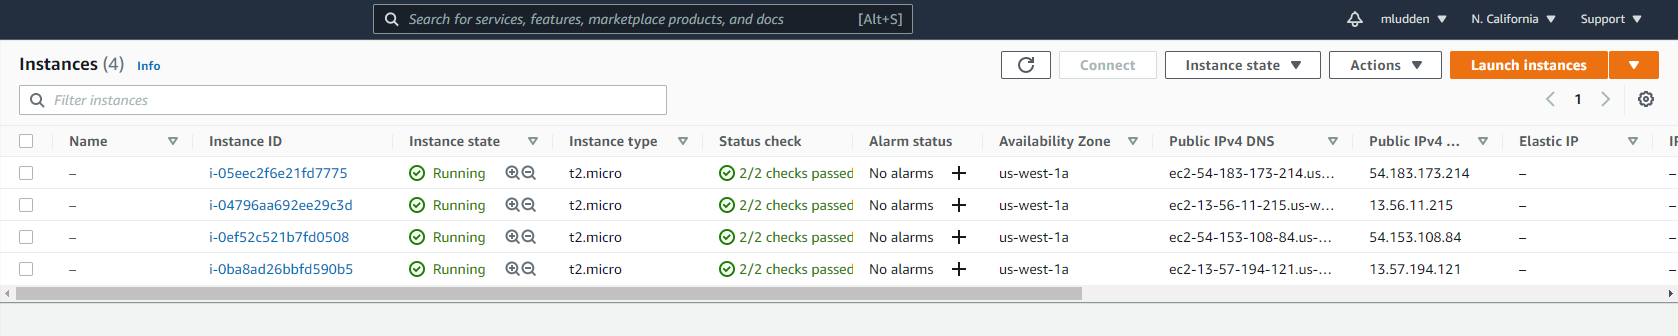 Search for services, features, marketplace products, and docs [Alt+S] mludden N. California Support
Instances (4) Info Connect Instance state Actions Launch instances
Filter instances 1
Name Instance ID Instance state Instance type Status check Alarm status Availability Zone Public IPv4 DNS Public IPv4 ... Elastic IP IP
– i-05eec2f6e21fd7775 Running t2.micro 2/2 checks passed No alarms + us-west-1a ec2-54-183-173-214.us... 54.183.173.214 – –
– i-04796aa692ee29c3d Running t2.micro 2/2 checks passed No alarms + us-west-1a ec2-13-56-11-215.us-w... 13.56.11.215 – –
– i-0ef52c521b7fd0508 Running t2.micro 2/2 checks passed No alarms + us-west-1a ec2-54-153-108-84.us-... 54.153.108.84 – –
– i-0ba8ad26bbfd590b5 Running t2.micro 2/2 checks passed No alarms + us-west-1a ec2-13-57-194-121.us-... 13.57.194.121 – –